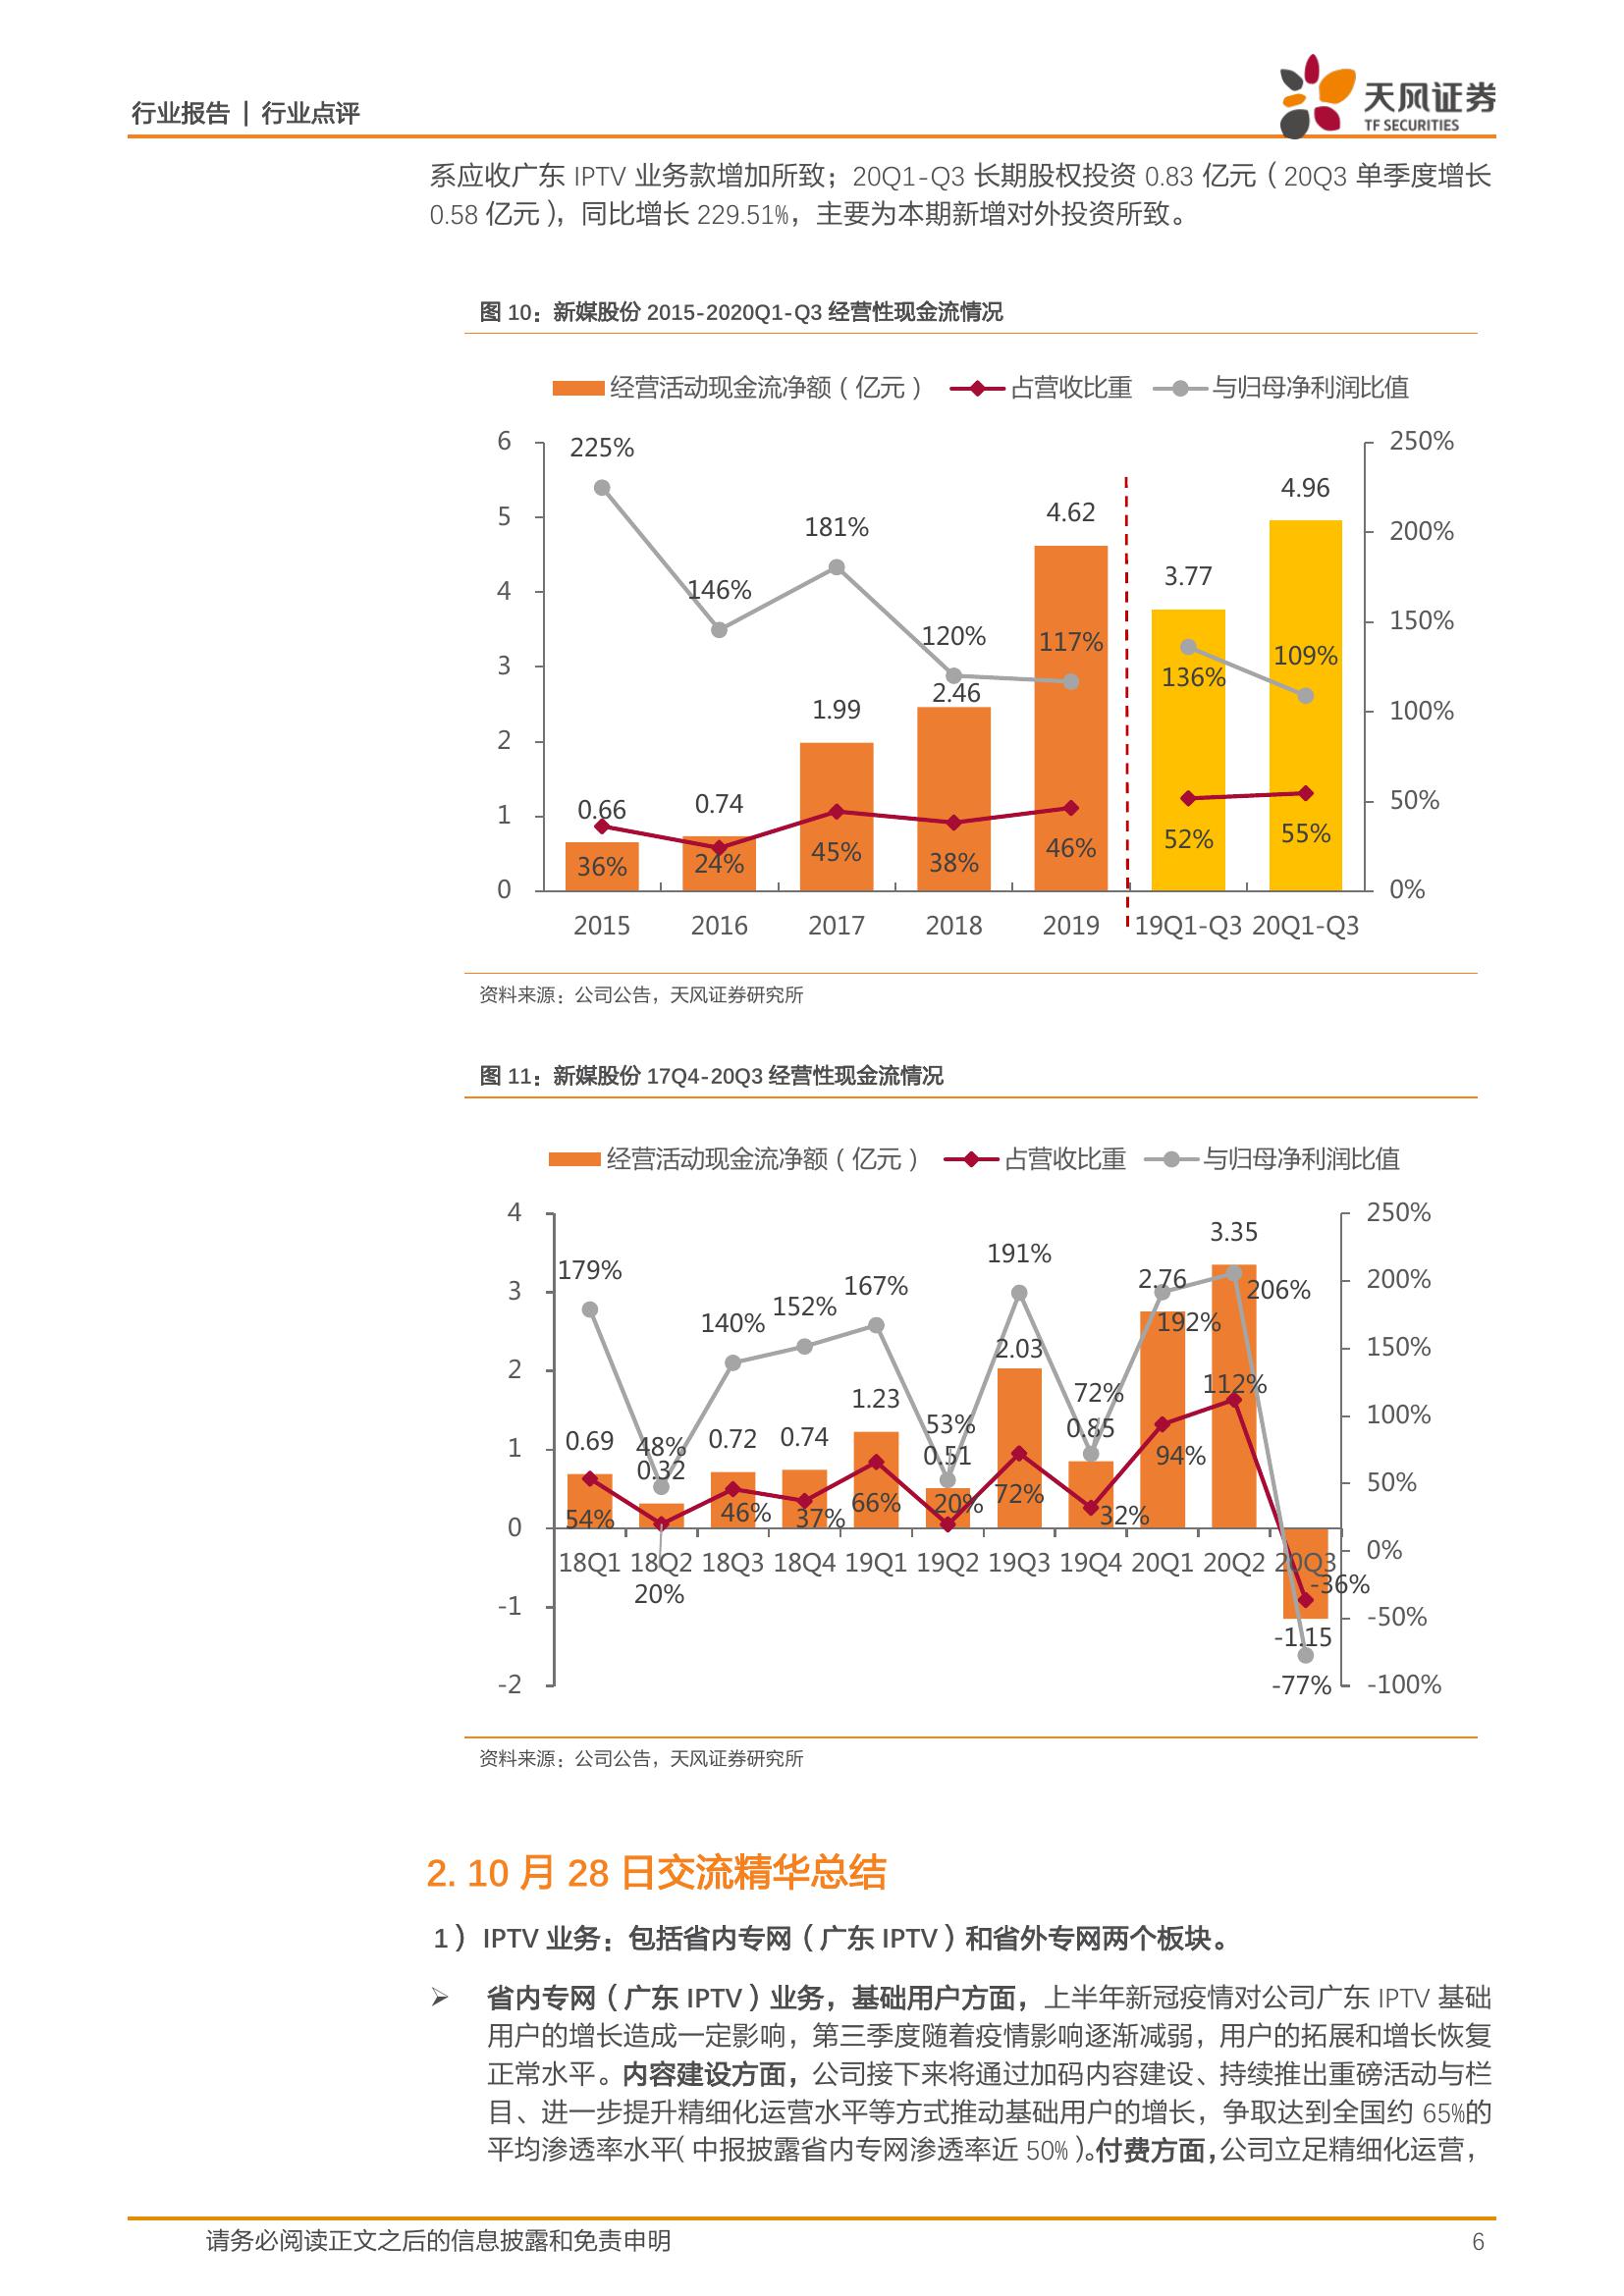 行业报告 | 行业点评
天风证券
TF SECURITIES
系应收广东 IPTV 业务款增加所致；20Q1-Q3 长期股权投资 0.83 亿元（20Q3 单季度增长
0.58 亿元），同比增长 229.51%，主要为本期新增对外投资所致。
图 10：新媒股份 2015-2020Q1-Q3 经营性现金流情况
经营活动现金流净额（亿元） 占营收比重 与归母净利润比值
6 225% 250%
5 181% 4.62 4.96 200%
4 146% 3.77
3 120% 117% 136% 109% 150%
2 1.99 2.46 100%
1 0.66 0.74 50%
36% 24% 45% 38% 46% 52% 55%
0 0%
2015 2016 2017 2018 2019 19Q1-Q3 20Q1-Q3
资料来源：公司公告，天风证券研究所
图 11：新媒股份 17Q4-20Q3 经营性现金流情况
经营活动现金流净额（亿元） 占营收比重 与归母净利润比值
4 250%
3.35
179% 140% 152% 167% 191% 2.76 206%
3 192% 200%
2 2.03 150%
1.23 53% 72% 112%
0.69 48% 0.72 0.74 0.51 0.85 100%
1 0.32 94%
54% 46% 37% 66% 20% 72% 32% 50%
0 0%
18Q1 18Q2 18Q3 18Q4 19Q1 19Q2 19Q3 19Q4 20Q1 20Q2 20Q3
20% -36%
-1 -50%
-1.15
-2 -77% -100%
资料来源：公司公告，天风证券研究所
2. 10 月 28 日交流精华总结
1） IPTV 业务：包括省内专网（广东 IPTV）和省外专网两个板块。
➢ 省内专网（广东 IPTV）业务，基础用户方面，上半年新冠疫情对公司广东 IPTV 基础
用户的增长造成一定影响，第三季度随着疫情影响逐渐减弱，用户的拓展和增长恢复
正常水平。内容建设方面，公司接下来将通过加码内容建设、持续推出重磅活动与栏
目、进一步提升精细化运营水平等方式推动基础用户的增长，争取达到全国约 65%的
平均渗透率水平（中报披露省内专网渗透率近 50%）。付费方面，公司立足精细化运营，
请务必阅读正文之后的信息披露和免责申明 6